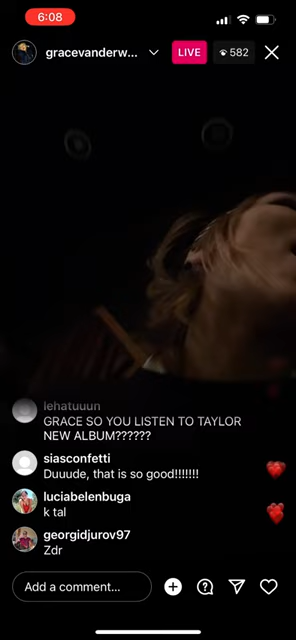 6:08
gracevanderw...
LIVE
582
lehatuuun
GRACE SO YOU LISTEN TO TAYLOR
NEW ALBUM??????
siasconfetti
Duuude, that is so good!!!!!!!
luciabelenbuga
k tal
georgidjurov97
Zdr
Add a comment...